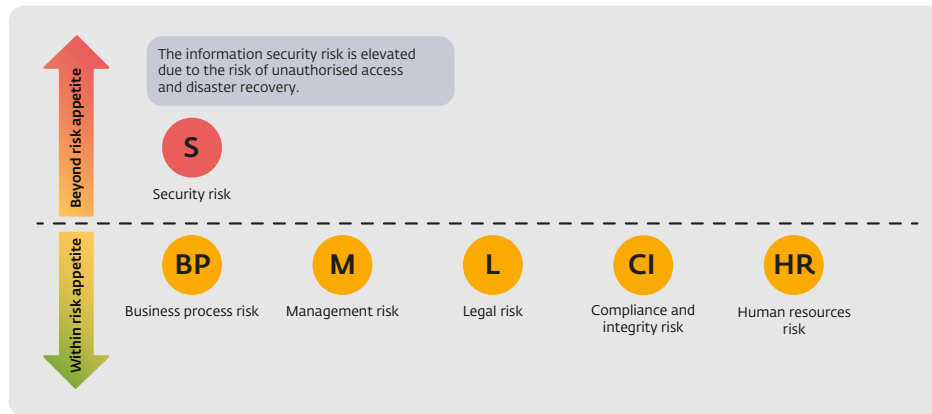 Beyond risk appetite
The information security risk is elevated
due to the risk of unauthorised access
and disaster recovery.
S
Security risk
Within risk appetite
BP
Business process risk
M
Management risk
L
Legal risk
CI
Compliance and
integrity risk
HR
Human resources
risk